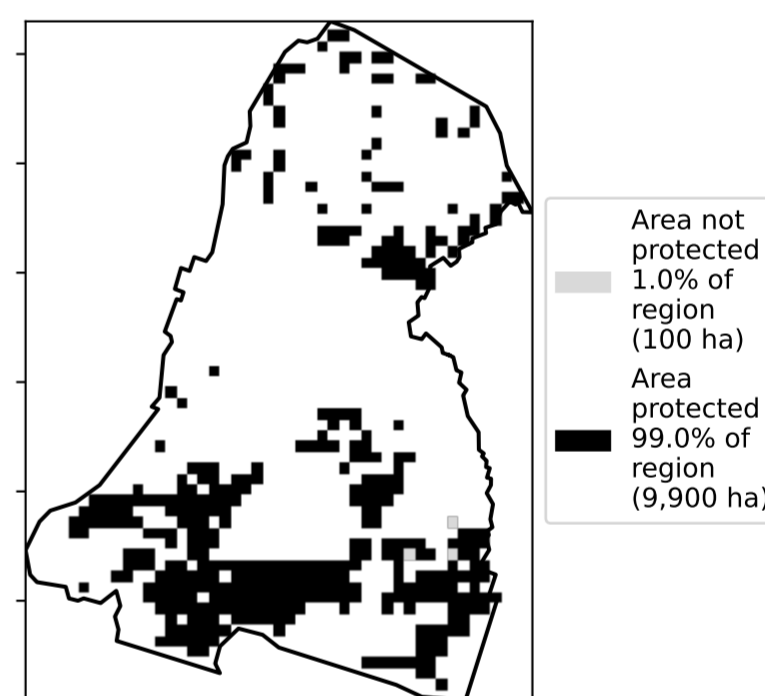 Area not
protected
1.0% of
region
(100 ha)
Area
protected
99.0% of
region
(9,900 ha)